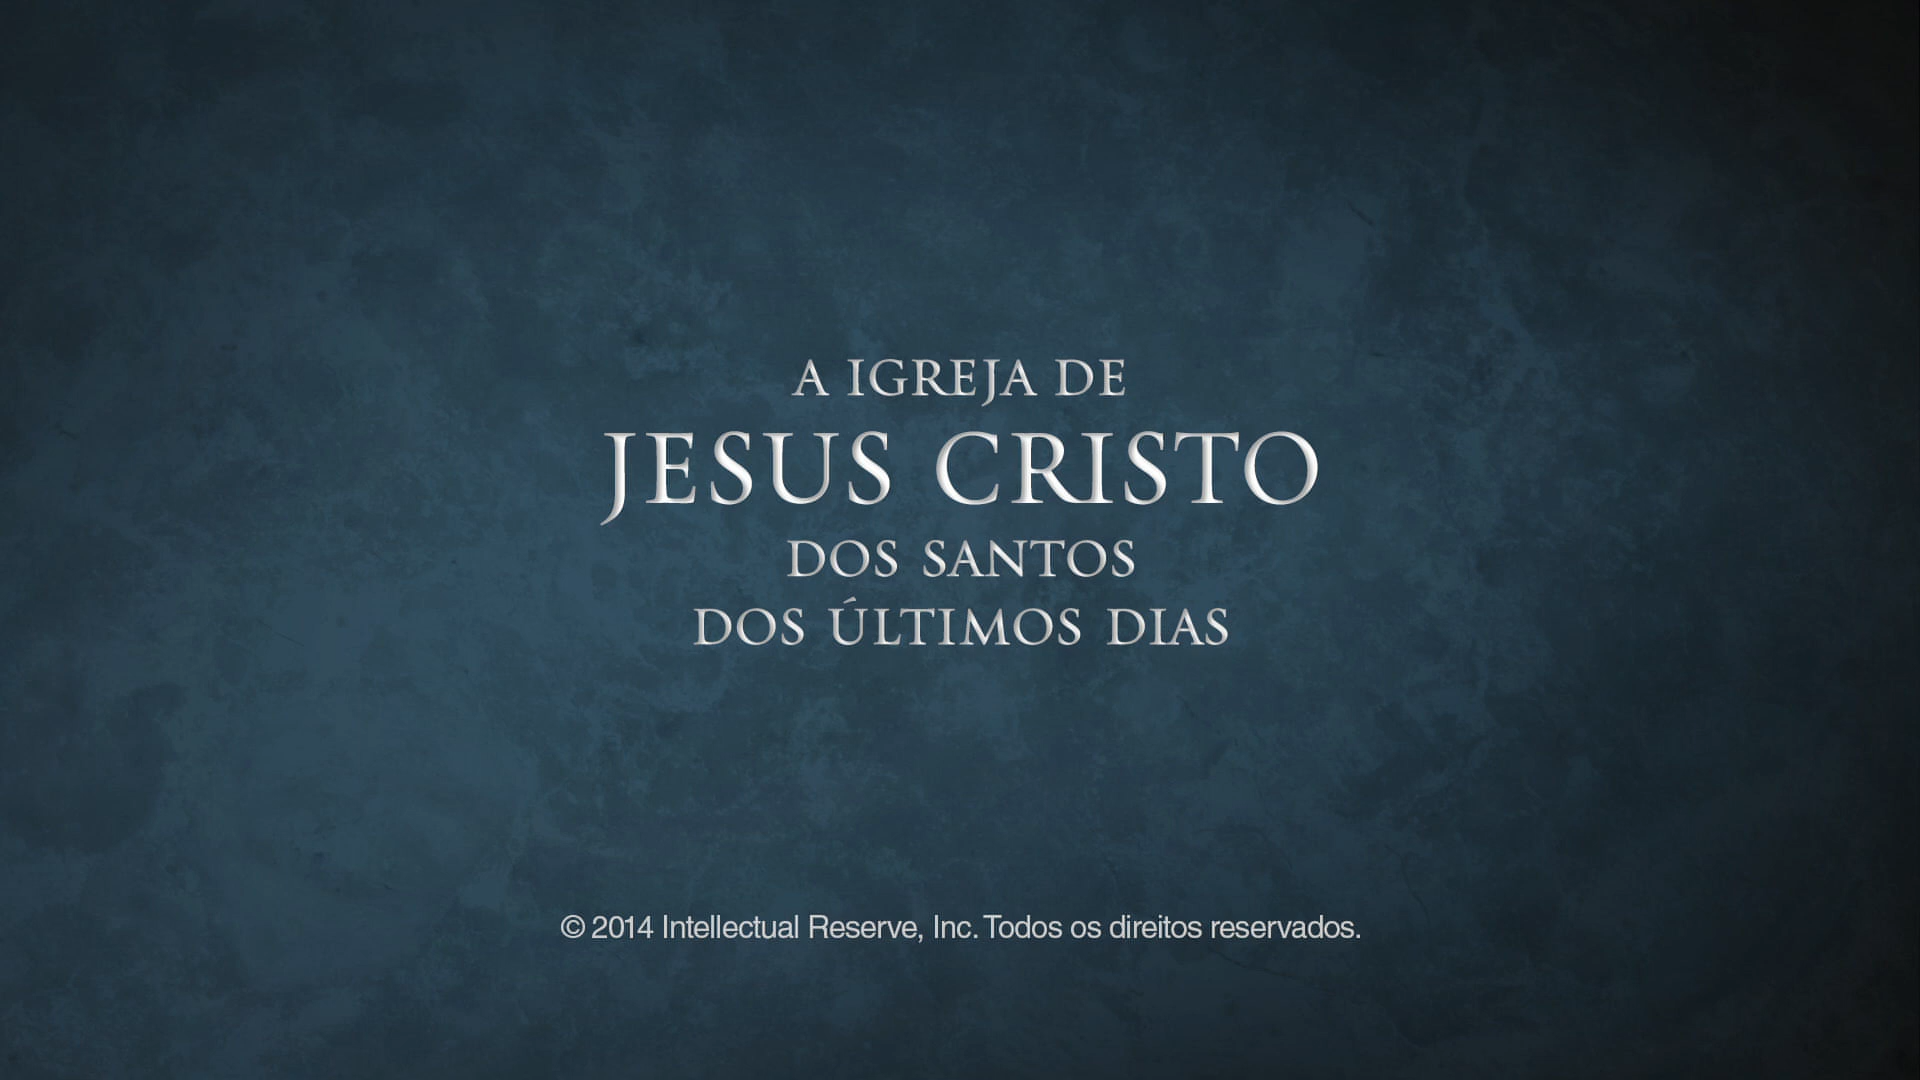 A IGREJA DE
JESUS CRISTO
DOS SANTOS
DOS ÚLTIMOS DIAS
© 2014 Intellectual Reserve, Inc. Todos os direitos reservados.